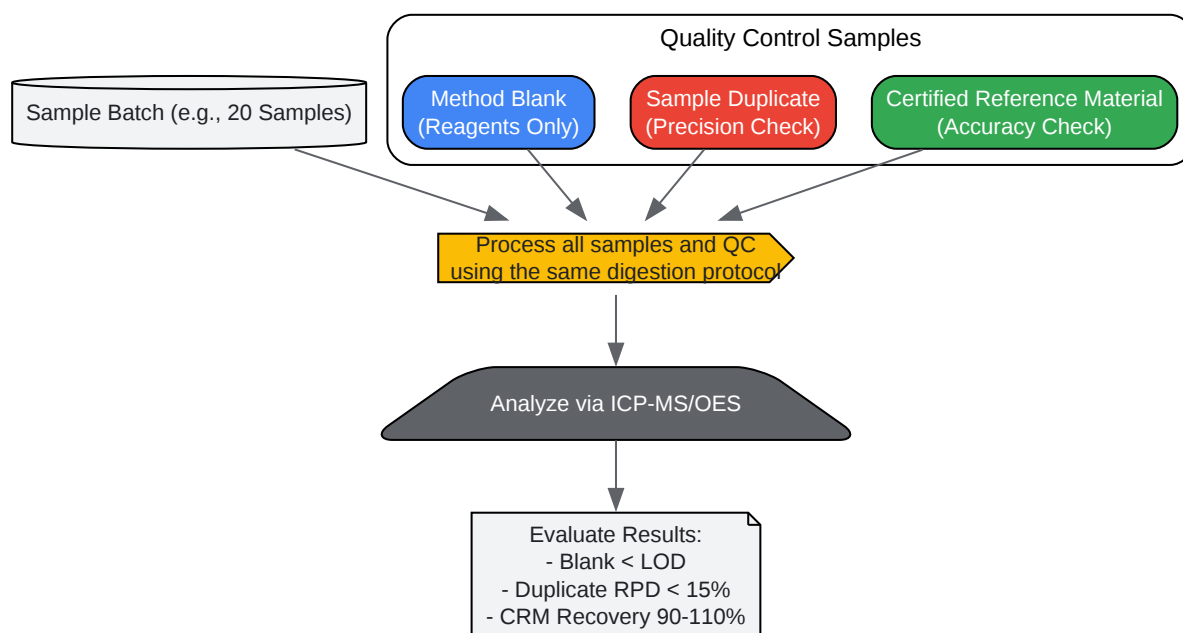 Quality Control Samples
Sample Batch (e.g., 20 Samples)
Method Blank
(Reagents Only)
Sample Duplicate
(Precision Check)
Certified Reference Material
(Accuracy Check)
Process all samples and QC
using the same digestion protocol
Analyze via ICP-MS/OES
Evaluate Results:
- Blank < LOD
- Duplicate RPD < 15%
- CRM Recovery 90-110%